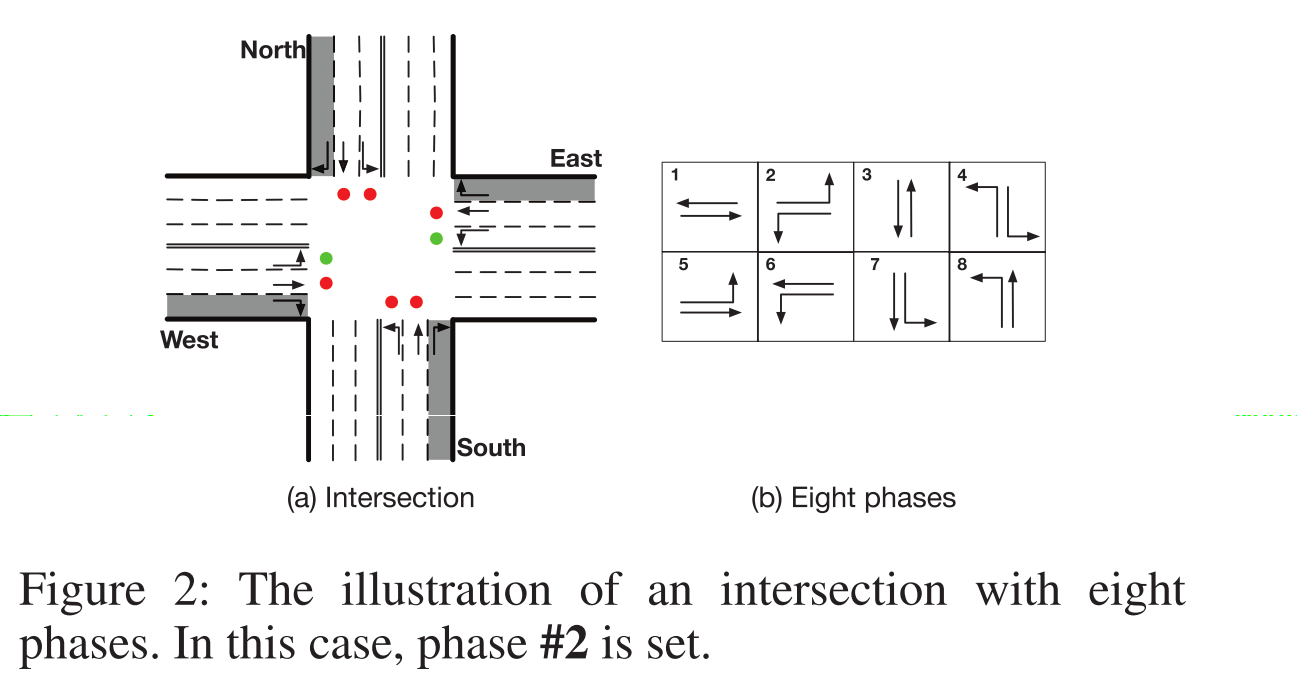 North
East
West
South
1
2
3
4
5
6
7
8
(a) Intersection
(b) Eight phases
Figure 2: The illustration of an intersection with eight
phases. In this case, phase #2 is set.